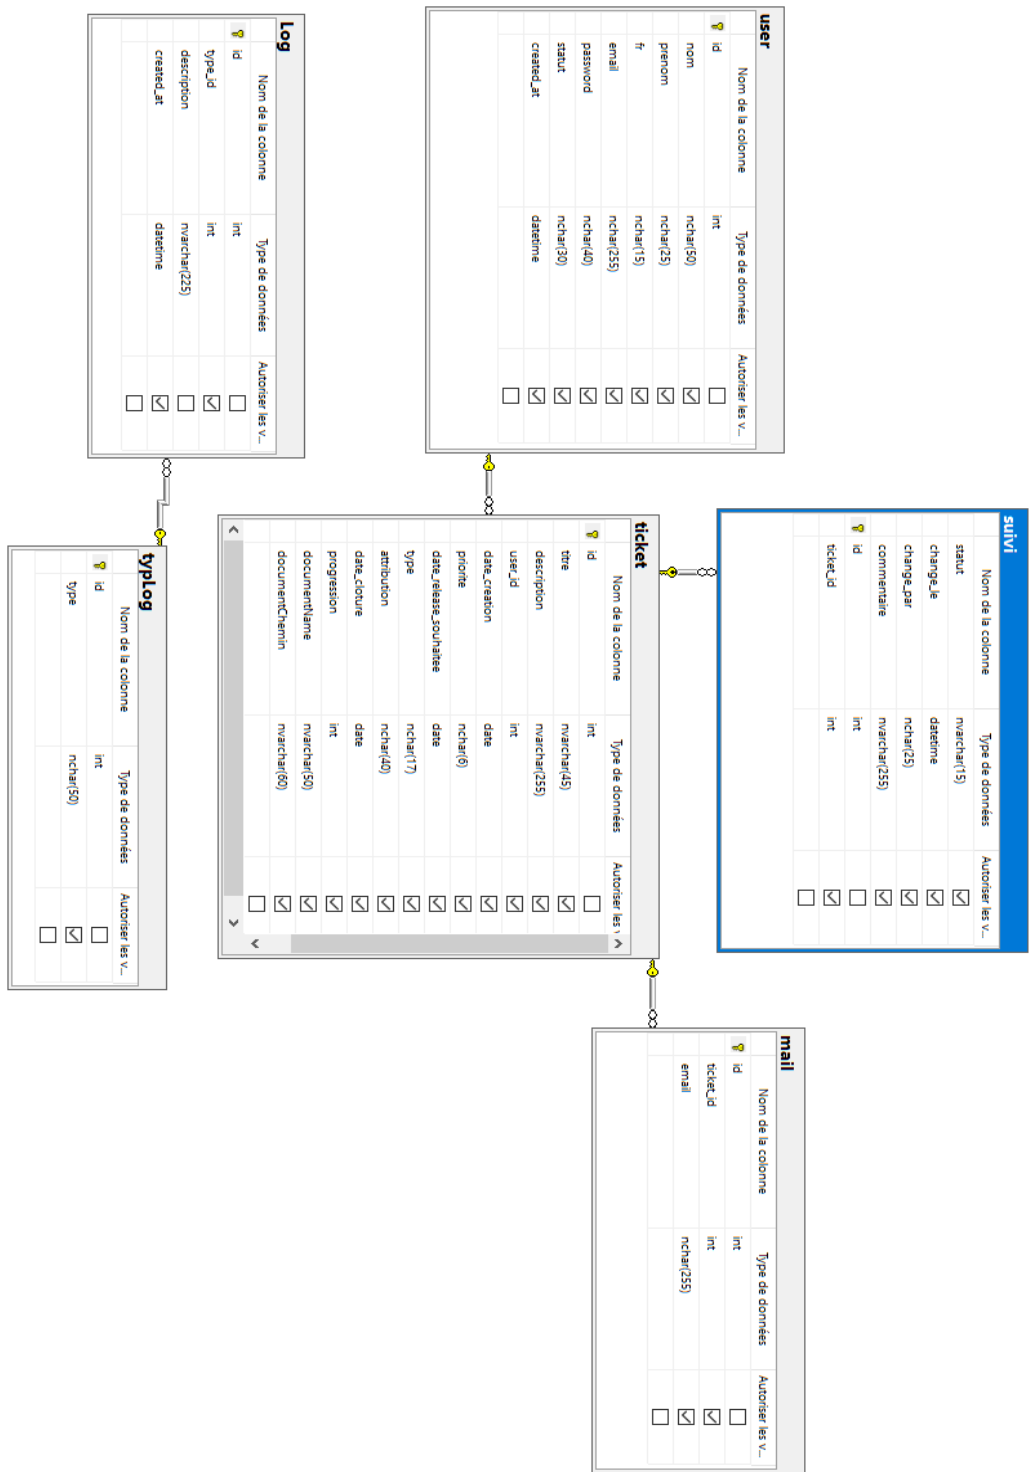 user
Nom de la colonne Type de données Autoriser les v...
id int
nom nchar(50)
prenom nchar(25)
fr nchar(15)
email nchar(255)
password nchar(40)
statut nchar(30)
created_at datetime
Log
Nom de la colonne Type de données Autoriser les v...
id int
type_id int
description nvarchar(225)
created_at datetime
suivi
Nom de la colonne Type de données Autoriser les v...
statut nvarchar(15)
change_le datetime
change_par nchar(25)
commentaire nvarchar(255)
id int
ticket_id int
ticket
Nom de la colonne Type de données Autoriser les v
id int
titre nvarchar(45)
description nvarchar(255)
user_id int
date_creation date
priorite nchar(6)
date_release_souhaitee date
type nchar(17)
attribution nchar(40)
date_cloture date
progression int
documentName nvarchar(50)
documentChemin nvarchar(60)
typLog
Nom de la colonne Type de données Autoriser les v...
id int
type nchar(50)
mail
Nom de la colonne Type de données Autoriser les v...
id int
ticket_id int
email nchar(255)